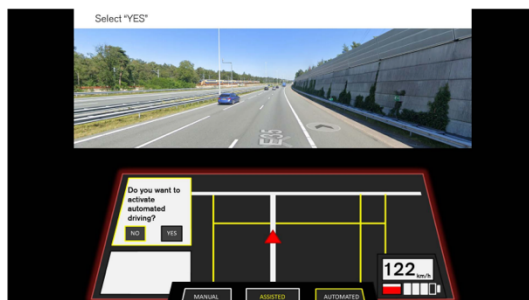 Select "YES"
E35
Do you want to
activate
automated
driving?
NO YES
122 km/h
MANUAL ASSISTED AUTOMATED